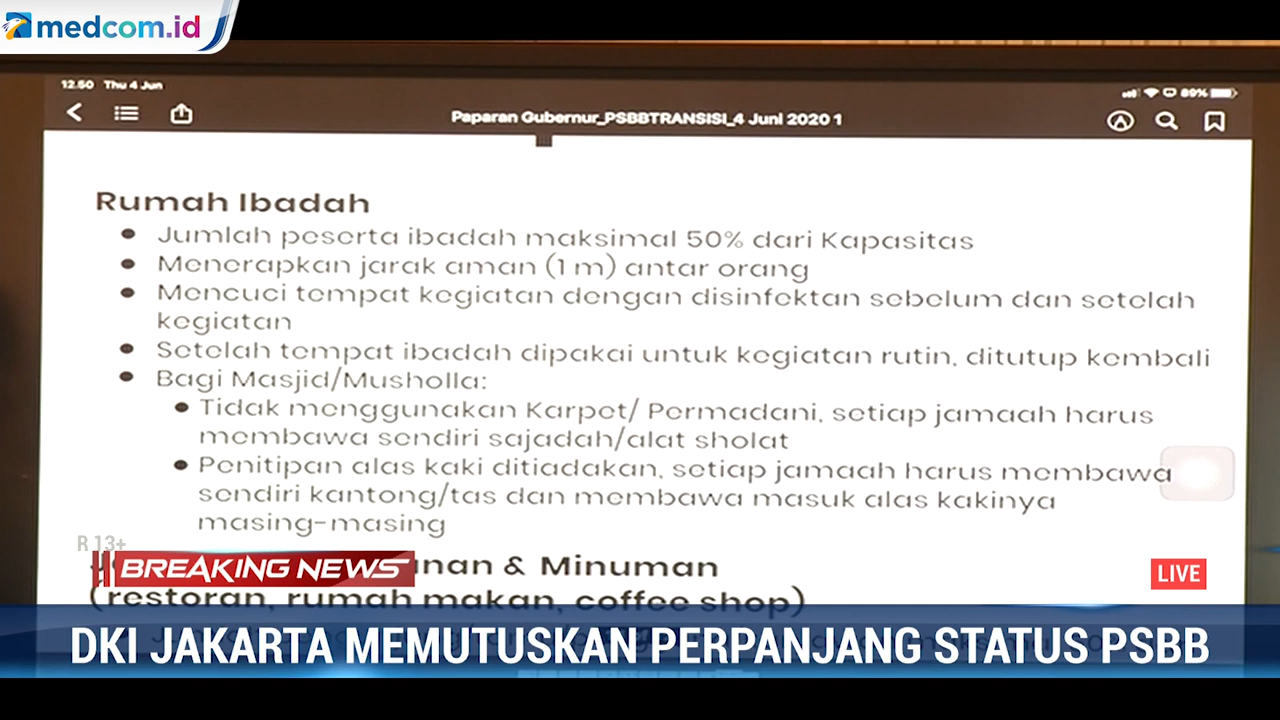 medcom.id
12.50 Thu 4 Jun
89%
Paparan Gubernur_PSBBTRANSISI_4 Juni 2020 1
Rumah Ibadah
• Jumlah peserta ibadah maksimal 50% dari Kapasitas
• Menerapkan jarak aman (1 m) antar orang
• Mencuci tempat kegiatan dengan disinfektan sebelum dan setelah
kegiatan
• Setelah tempat ibadah dipakai untuk kegiatan rutin, ditutup kembali
• Bagi Masjid/Musholla:
• Tidak menggunakan Karpet/ Permadani, setiap jamaah harus
membawa sendiri sajadah/alat sholat
• Penitipan alas kaki ditiadakan, setiap jamaah harus membawa
sendiri kantong/tas dan membawa masuk alas kakinya
masing-masing
R 13+
BREAKING NEWS
& Minuman
LIVE
(restoran, rumah makan, coffee shop)
DKI JAKARTA MEMUTUSKAN PERPANJANG STATUS PSBB